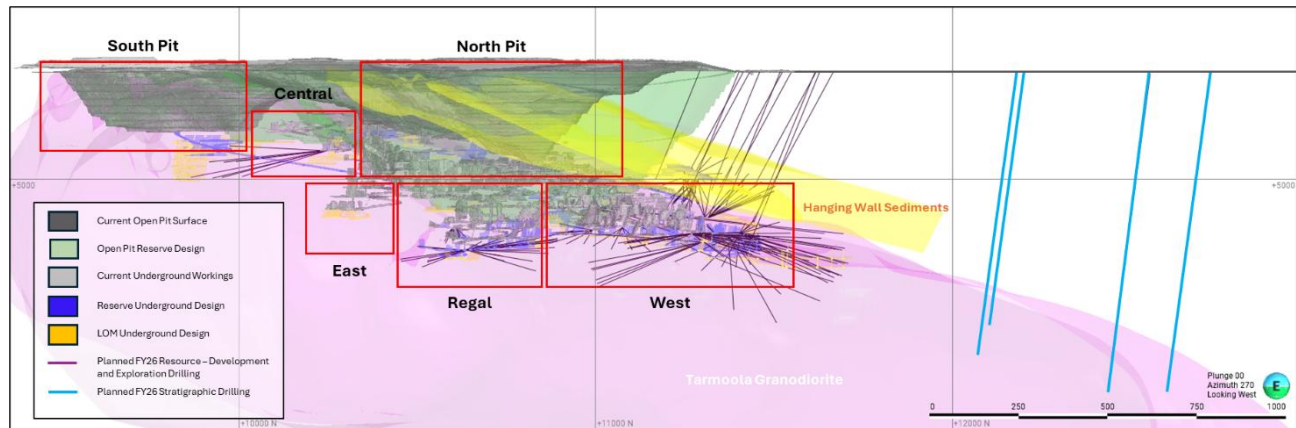 South Pit
North Pit
Central
+5000
+5000
Hanging Wall Sediments
Current Open Pit Surface
Open Pit Reserve Design
Current Underground Workings
Reserve Underground Design
LOM Underground Design
Planned FY26 Resource – Development
and Exploration Drilling
Planned FY26 Stratigraphic Drilling
East
Regal
West
Tarmoola Granodiorite
Plunge 00
Azimuth 270
Looking West
E
0 250 500 750 1000
+10000 N
+11000 N
+12000 N